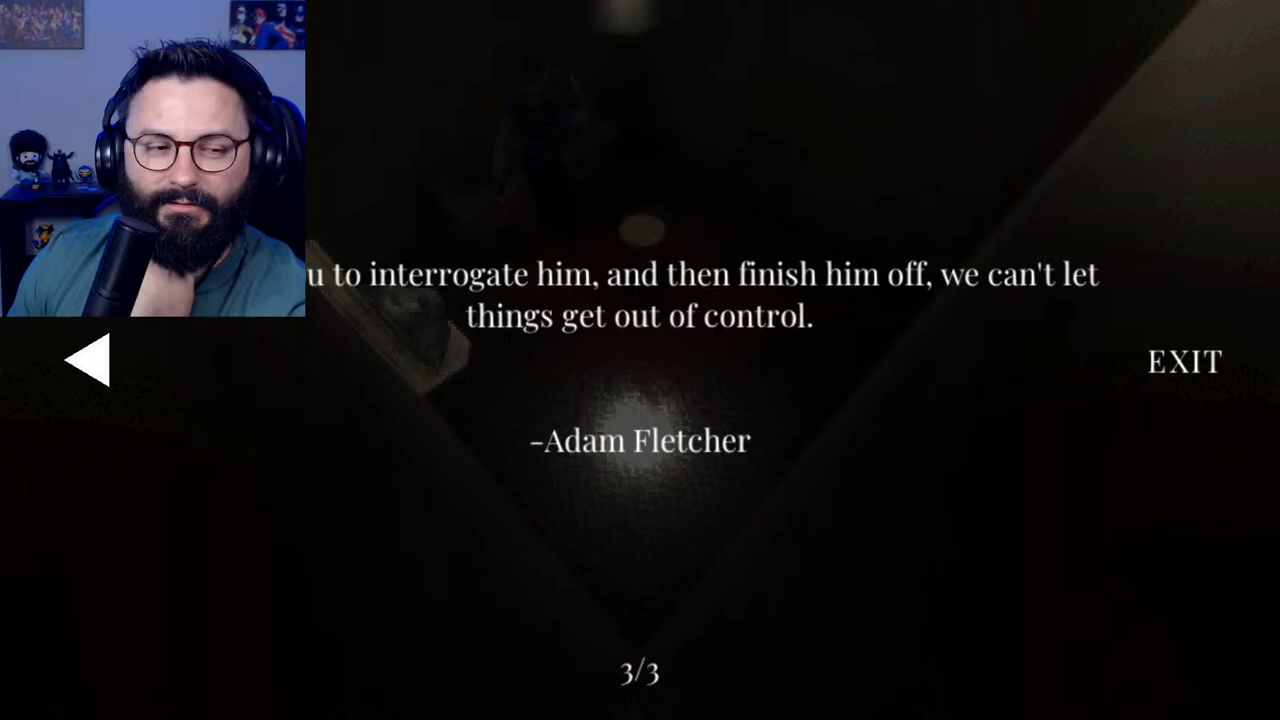 u to interrogate him, and then finish him off, we can't let
things get out of control.
EXIT
-Adam Fletcher
3/3